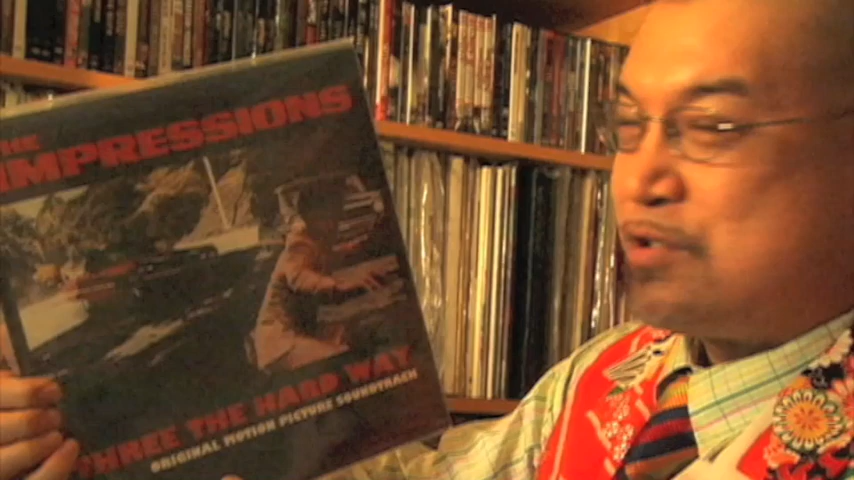 THE
IMPRESSIONS
THREE THE HARD WAY
ORIGINAL MOTION PICTURE SOUNDTRACK